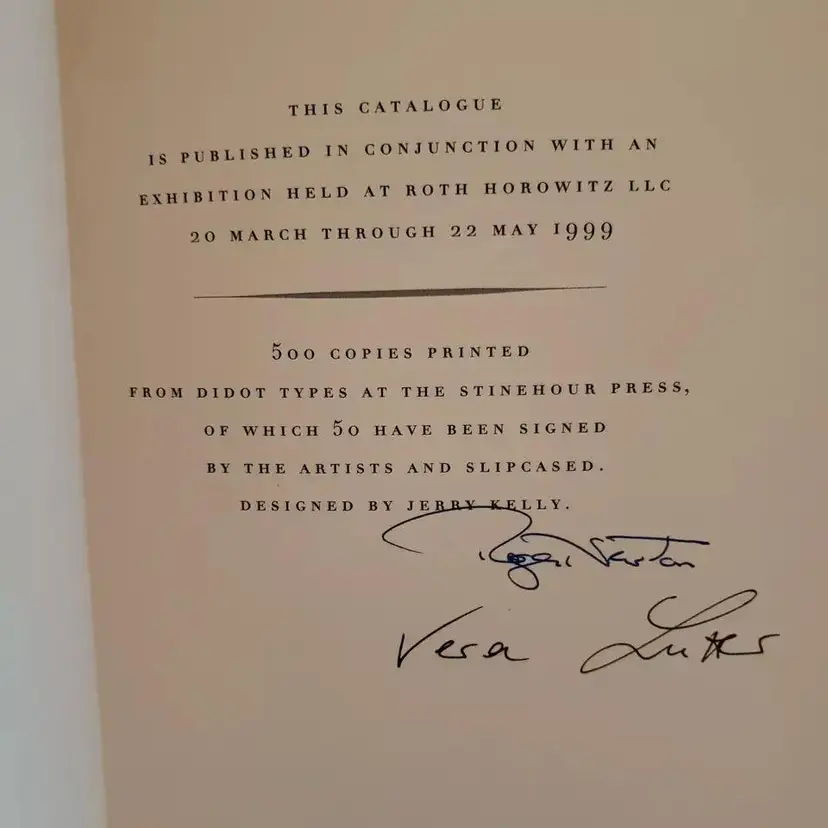 THIS CATALOGUE
IS PUBLISHED IN CONJUNCTION WITH AN
EXHIBITION HELD AT ROTH HOROWITZ LLC
20 MARCH THROUGH 22 MAY 1999
500 COPIES PRINTED
FROM DIDOT TYPES AT THE STINEHOUR PRESS,
OF WHICH 50 HAVE BEEN SIGNED
BY THE ARTISTS AND SLIPCASED.
DESIGNED BY JERRY KELLY.
Roger Newton
Vera Lutter